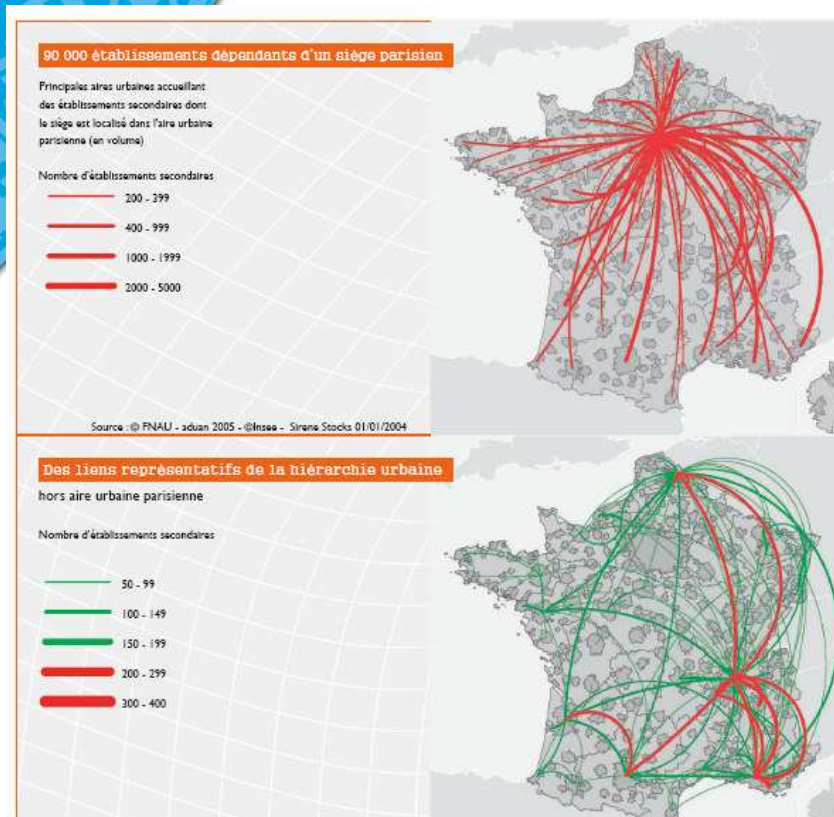 90 000 établissements dépendants d'un siège parisien
Principales aires urbaines accueillant
des établissements secondaires dont
le siège est localisé dans l'aire urbaine
parisienne (en volume)
Nombre d'établissements secondaires
200 - 399
400 - 999
1000 - 1999
2000 - 5000
Source : © FNAU - aduan 2005 - @Insee - Sirene Stocks 01/01/2004
Des liens représentatifs de la hiérarchie urbaine
hors aire urbaine parisienne
Nombre d'établissements secondaires
50 - 99
100 - 149
150 - 199
200 - 299
300 - 400